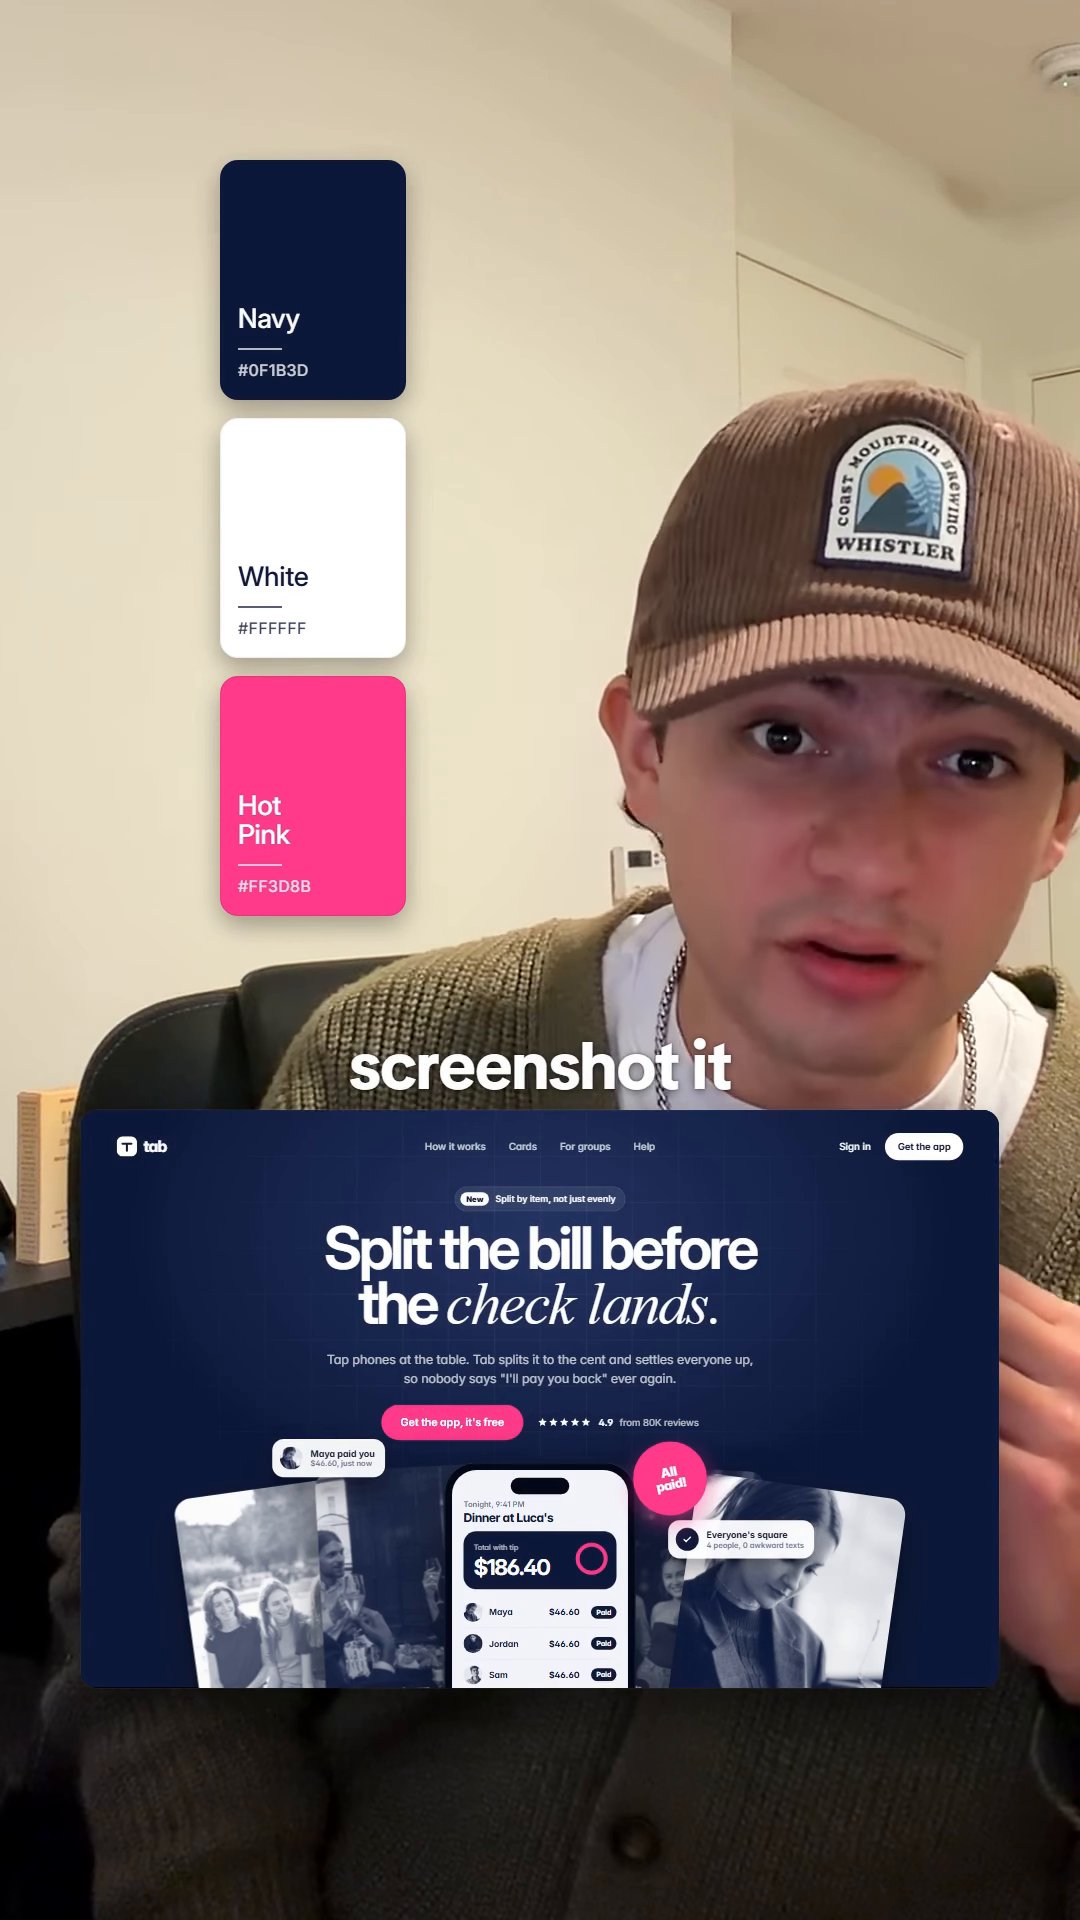 Navy
#0F1B3D
White
#FFFFFF
Hot
Pink
#FF3D8B
COAST MOUNTAIN BREWING
WHISTLER
screenshot it
T tab
How it works Cards For groups Help
Sign in Get the app
New Split by item, not just evenly
Split the bill before
the check lands.
Tap phones at the table. Tab splits it to the cent and settles everyone up,
so nobody says "I'll pay you back" ever again.
Get the app, it's free ★★★★★ 4.9 from 80K reviews
Maya paid you
$46.60, just now
All
paid!
Everyone's square
4 people, 0 awkward texts
Tonight, 9:41 PM
Dinner at Luca's
Total with tip
$186.40
Maya $46.60 Paid
Jordan $46.60 Paid
Sam $46.60 Paid